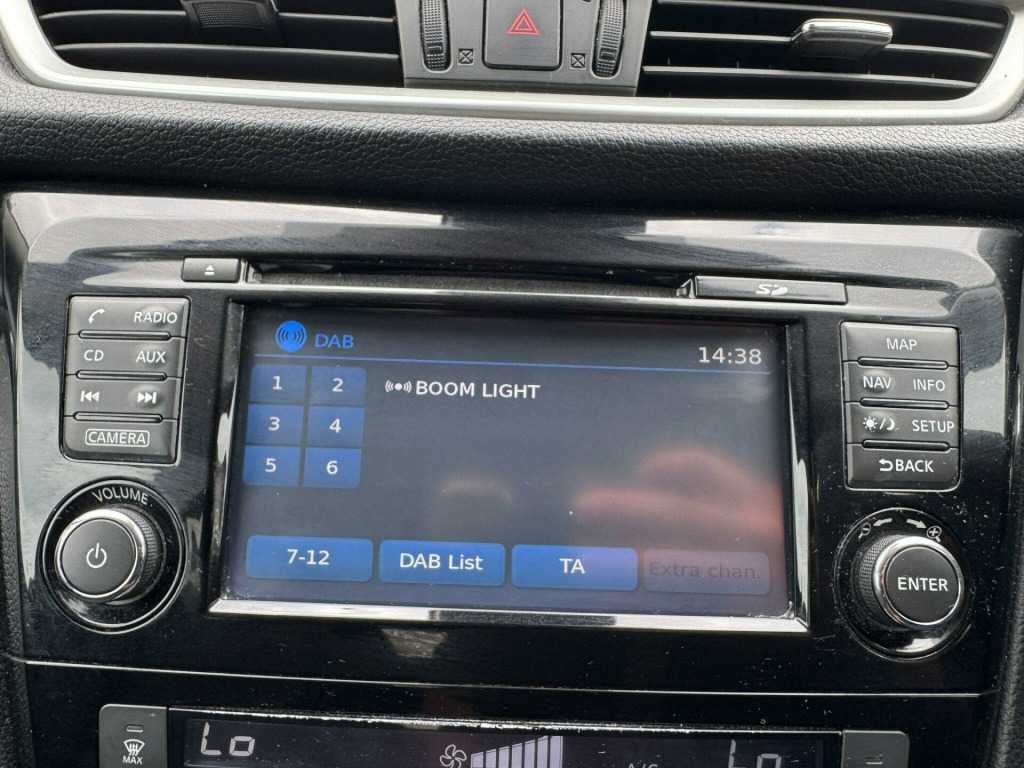 DAB
14:38
1 2
BOOM LIGHT
3 4
5 6
7-12 DAB List TA Extra chan.
RADIO
CD AUX
CAMERA
VOLUME
MAP
NAV INFO
SETUP
BACK
ENTER
SD
MAX
Lo
A/C
Lo